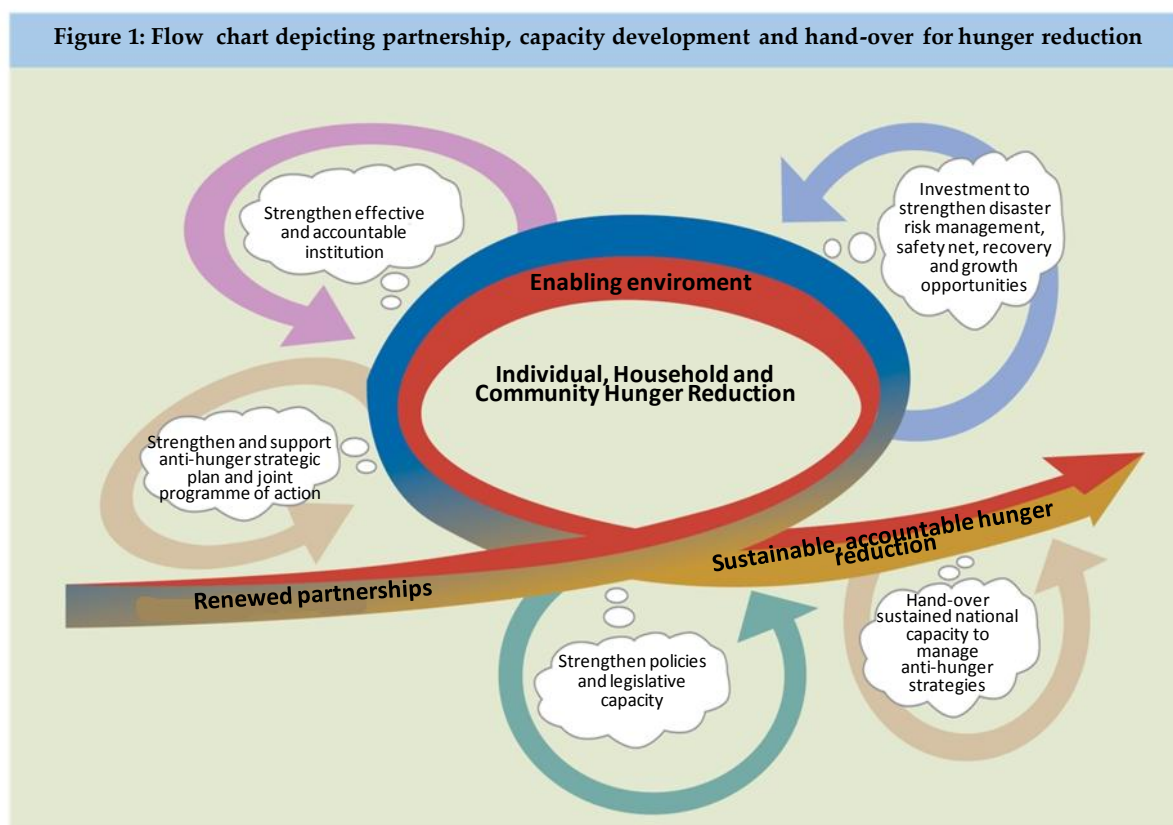 Figure 1: Flow chart depicting partnership, capacity development and hand-over for hunger reduction
Strengthen effective
and accountable
institution
Investment to
strengthen disaster
risk management,
safety net, recovery
and growth
opportunities
Enabling enviroment
Individual, Household and
Community Hunger Reduction
Strengthen and support
anti-hunger strategic
plan and joint
programme of action
Renewed partnerships
Sustainable, accountable hunger
reduction
Strengthen policies
and legislative
capacity
Hand-over
sustained national
capacity to
manage
anti-hunger
strategies